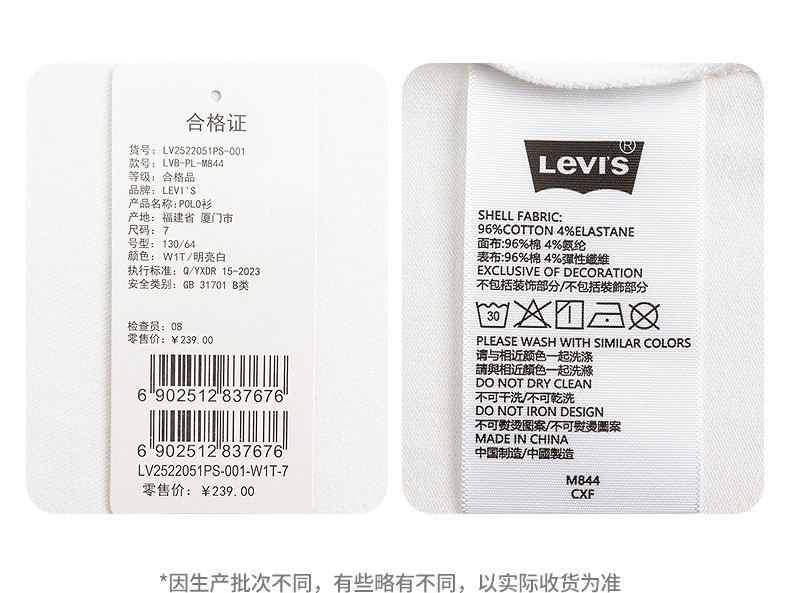 合格证
货号: LV2522051PS-001
款号: LVB-PL-M844
等级: 合格品
品牌: LEVI'S
产品名称:POLO衫
产地: 福建省 厦门市
尺码: 7
号型: 130/64
颜色: W1T/明亮白
执行标准: Q/YXDR 15-2023
安全类别: GB 31701 B类
检查员: 08
零售价: ￥239.00
6 902512 837676
6 902512 837676
LV2522051PS-001-W1T-7
零售价: ￥239.00
LEVI'S®
SHELL FABRIC:
96%COTTON 4%ELASTANE
面布:96%棉 4%氨纶
表布:96%棉 4%彈性纖維
EXCLUSIVE OF DECORATION
不包括装饰部分/不包括裝飾部分
30
PLEASE WASH WITH SIMILAR COLORS
请与相近颜色一起洗涤
請與相近顏色一起洗滌
DO NOT DRY CLEAN
不可干洗/不可乾洗
DO NOT IRON DESIGN
不可熨烫图案/不可熨燙圖案
MADE IN CHINA
中国制造/中國製造
M844
CXF
*因生产批次不同，有些略有不同，以实际收货为准